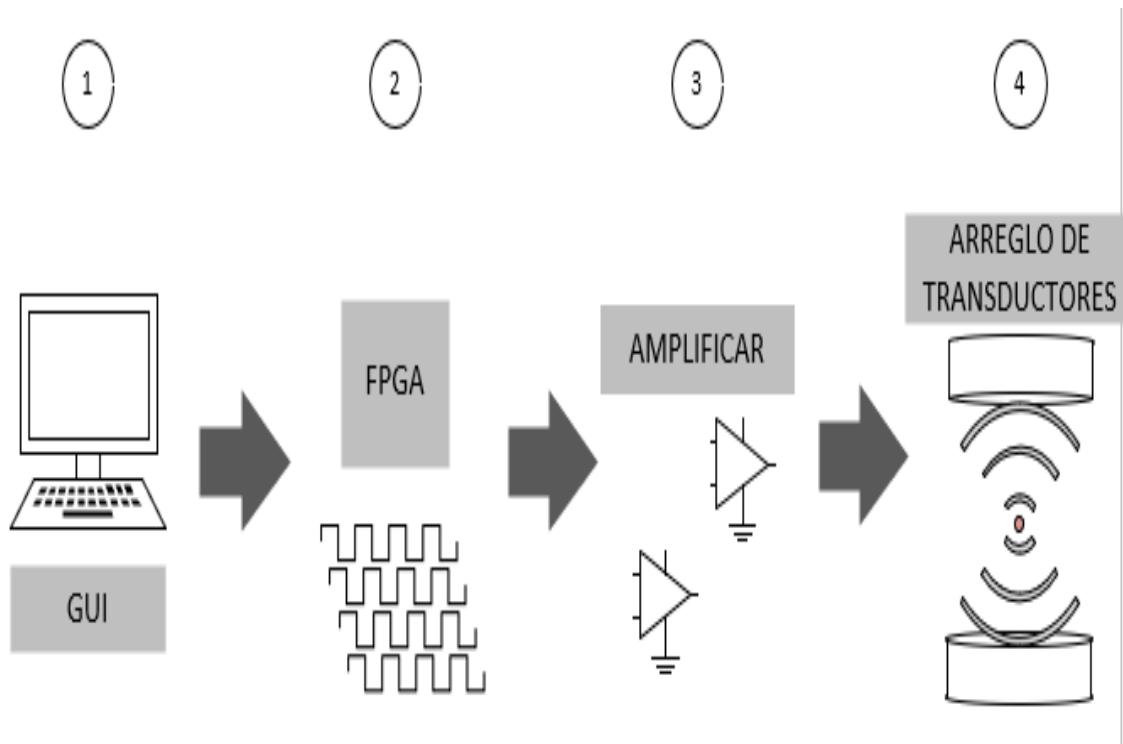 1
2
3
4
GUI
FPGA
AMPLIFICAR
ARREGLO DE
TRANSDUCTORES